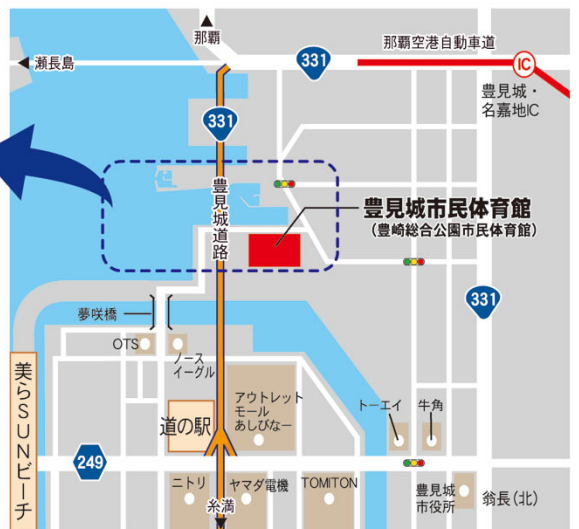 那覇
瀬長島
那覇空港自動車道
331
IC
豊見城・
名嘉地IC
331
豊見城道路
豊見城市民体育館
(豊崎総合公園市民体育館)
331
夢咲橋
OTS
ノース
イーグル
美らSUNビーチ
アウトレット
モール
あしびなー
道の駅
トーエイ
牛角
249
ニトリ
ヤマダ電機
TOMITON
豊見城
市役所
翁長(北)
糸満